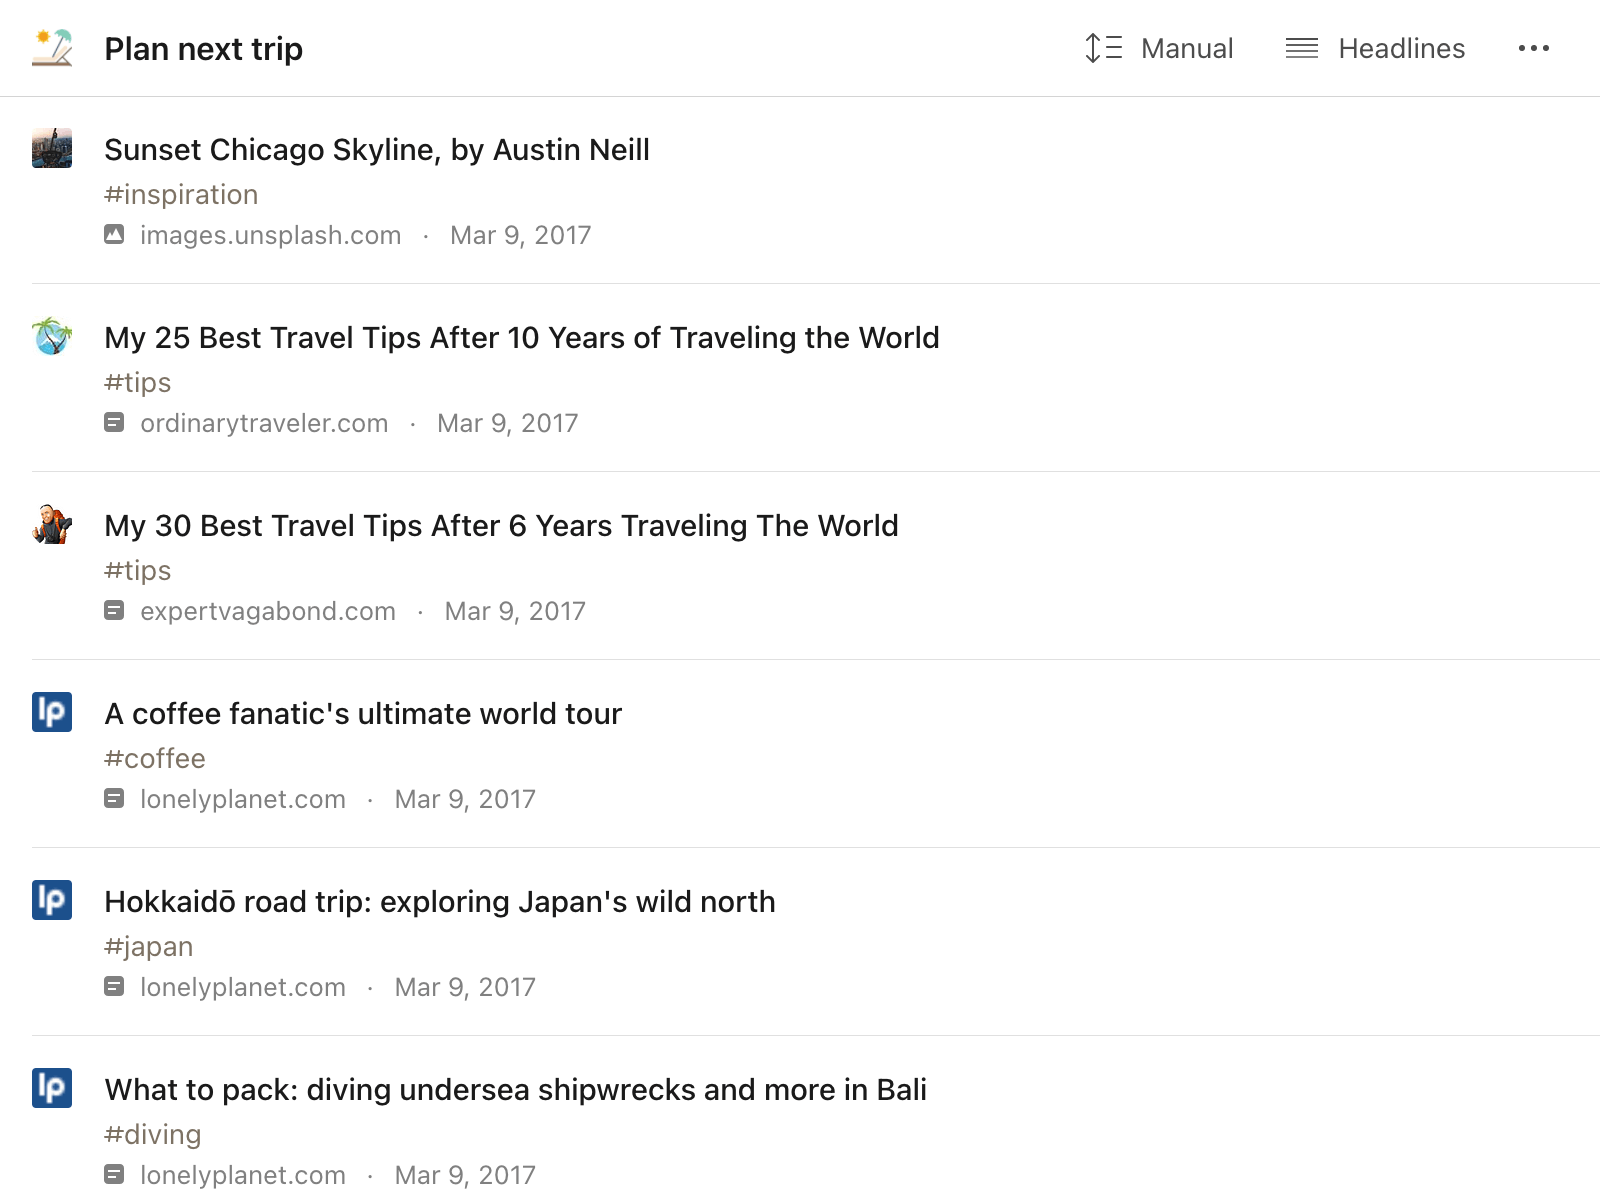 Plan next trip
Manual
Headlines
Sunset Chicago Skyline, by Austin Neill
#inspiration
images.unsplash.com · Mar 9, 2017
My 25 Best Travel Tips After 10 Years of Traveling the World
#tips
ordinarytraveler.com · Mar 9, 2017
My 30 Best Travel Tips After 6 Years Traveling The World
#tips
expertvagabond.com · Mar 9, 2017
lp
A coffee fanatic's ultimate world tour
#coffee
lonelyplanet.com · Mar 9, 2017
lp
Hokkaidō road trip: exploring Japan's wild north
#japan
lonelyplanet.com · Mar 9, 2017
lp
What to pack: diving undersea shipwrecks and more in Bali
#diving
lonelyplanet.com · Mar 9, 2017